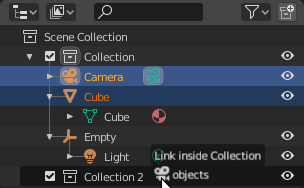 Scene Collection
Collection
Camera
Cube
Cube
Empty
Light
Link inside Collection
Collection 2
objects